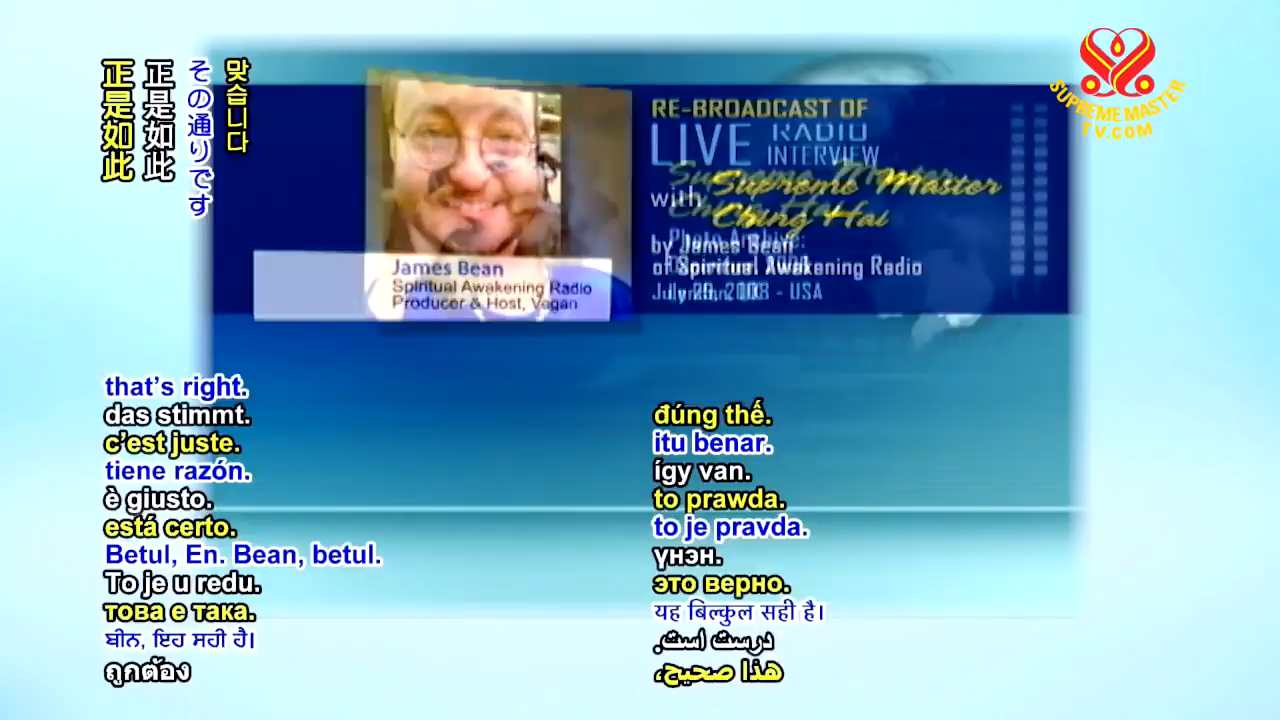 正是如此
正是如此
その通りです
맞습니다
SUPREME MASTER
TV.COM
RE-BROADCAST OF
LIVE RADIO
INTERVIEW
with Supreme Master
Ching Hai
by James Bean
of Spiritual Awakening Radio
- USA
James Bean
Spiritual Awakening Radio
Producer & Host, Vegan
that's right.
das stimmt.
c'est juste.
tiene razón.
è giusto.
está certo.
Betul, En. Bean, betul.
To je u redu.
това е така.
ਬੀਨ, ਇਹ ਸਹੀ ਹੈ।
ถูกต้อง
đúng thế.
itu benar.
így van.
to prawda.
to je pravda.
үнэн.
это верно.
यह बिल्कुल सही है।
درست است.
هذا صحيح،